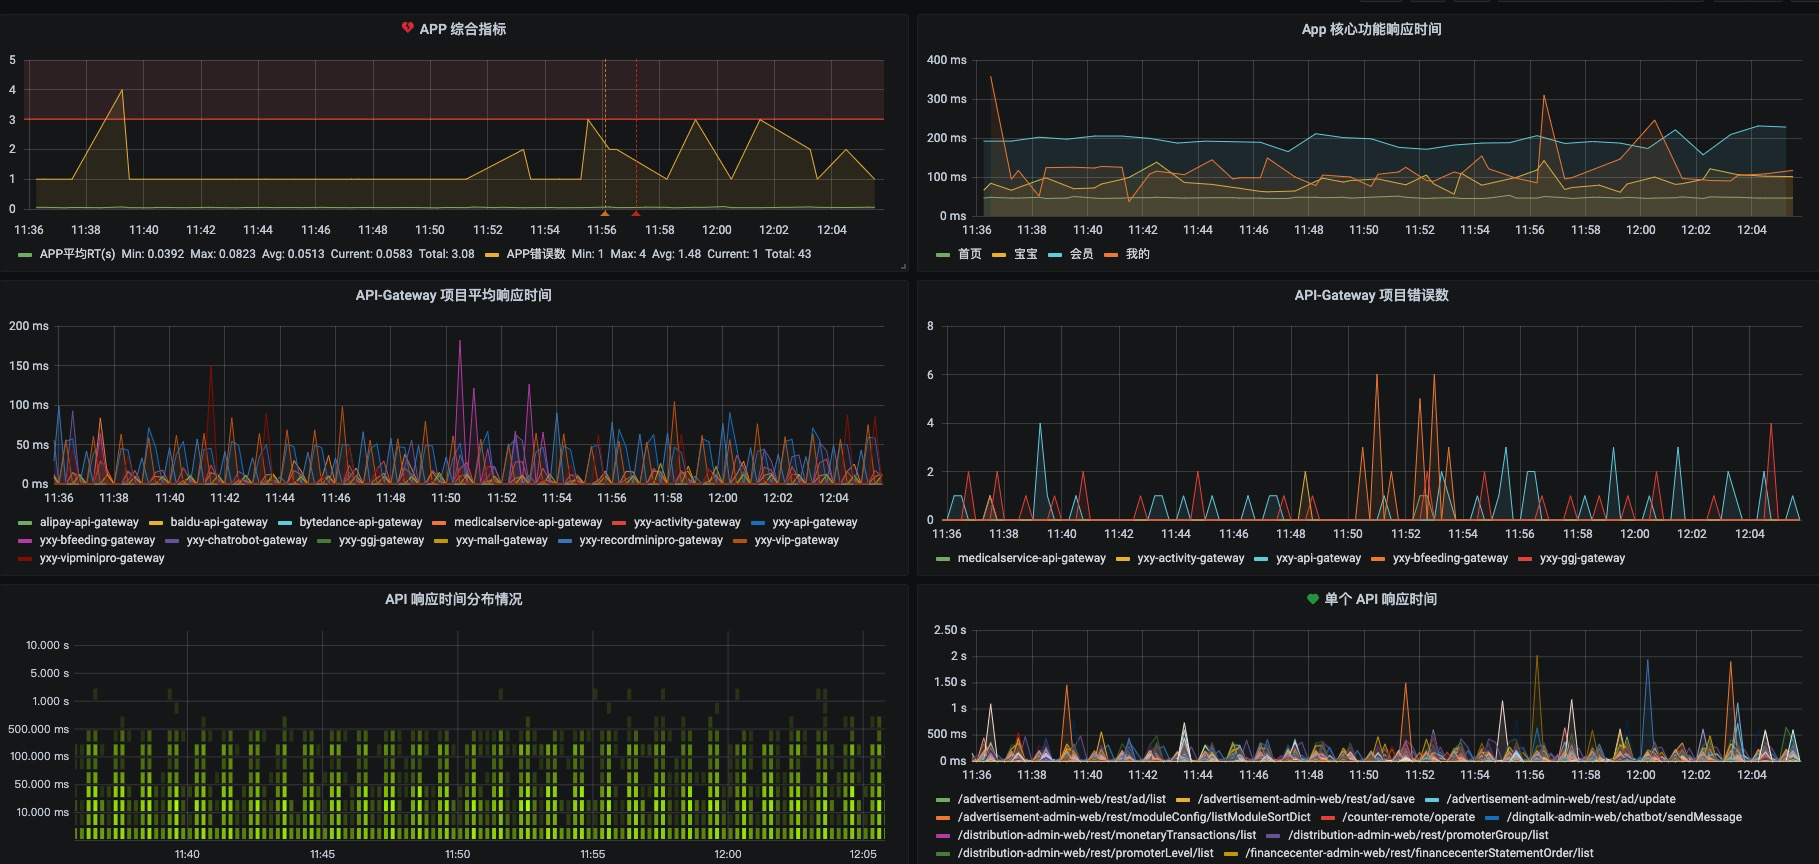 APP 综合指标
5
4
3
2
1
0
11:36 11:38 11:40 11:42 11:44 11:46 11:48 11:50 11:52 11:54 11:56 11:58 12:00 12:02 12:04
APP平均RT(s) Min: 0.0392 Max: 0.0823 Avg: 0.0513 Current: 0.0583 Total: 3.08 APP错误数 Min: 1 Max: 4 Avg: 1.48 Current: 1 Total: 43
App 核心功能响应时间
400 ms
300 ms
200 ms
100 ms
0 ms
11:36 11:38 11:40 11:42 11:44 11:46 11:48 11:50 11:52 11:54 11:56 11:58 12:00 12:02 12:04
首页 宝宝 会员 我的
API-Gateway 项目平均响应时间
200 ms
150 ms
100 ms
50 ms
0 ms
11:36 11:38 11:40 11:42 11:44 11:46 11:48 11:50 11:52 11:54 11:56 11:58 12:00 12:02 12:04
alipay-api-gateway baidu-api-gateway bytedance-api-gateway medicalservice-api-gateway yxy-activity-gateway yxy-api-gateway
yxy-bfeeding-gateway yxy-chatrobot-gateway yxy-ggj-gateway yxy-mall-gateway yxy-recordminipro-gateway yxy-vip-gateway
yxy-vipminipro-gateway
API-Gateway 项目错误数
8
6
4
2
0
11:36 11:38 11:40 11:42 11:44 11:46 11:48 11:50 11:52 11:54 11:56 11:58 12:00 12:02 12:04
medicalservice-api-gateway yxy-activity-gateway yxy-api-gateway yxy-bfeeding-gateway yxy-ggj-gateway
API 响应时间分布情况
10.000 s
5.000 s
1.000 s
500.000 ms
100.000 ms
50.000 ms
10.000 ms
11:40 11:45 11:50 11:55 12:00 12:05
单个 API 响应时间
2.50 s
2 s
1.50 s
1 s
500 ms
0 ms
11:36 11:38 11:40 11:42 11:44 11:46 11:48 11:50 11:52 11:54 11:56 11:58 12:00 12:02 12:04
/advertisement-admin-web/rest/ad/list /advertisement-admin-web/rest/ad/save /advertisement-admin-web/rest/ad/update
/advertisement-admin-web/rest/moduleConfig/listModuleSortDict /counter-remote/operate /dingtalk-admin-web/chatbot/sendMessage
/distribution-admin-web/rest/monetaryTransactions/list /distribution-admin-web/rest/promoterGroup/list
/distribution-admin-web/rest/promoterLevel/list /financecenter-admin-web/rest/financecenterStatementOrder/list